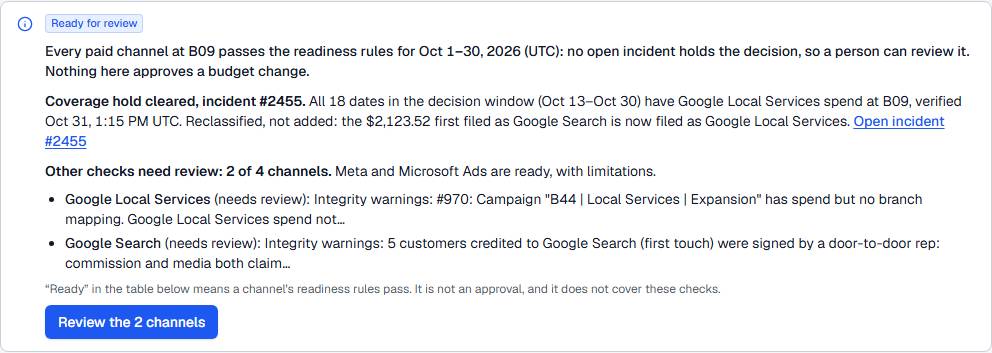 Ready for review
Every paid channel at B09 passes the readiness rules for Oct 1–30, 2026 (UTC): no open incident holds the decision, so a person can review it.
Nothing here approves a budget change.
Coverage hold cleared, incident #2455. All 18 dates in the decision window (Oct 13–Oct 30) have Google Local Services spend at B09, verified
Oct 31, 1:15 PM UTC. Reclassified, not added: the $2,123.52 first filed as Google Search is now filed as Google Local Services. Open incident
#2455
Other checks need review: 2 of 4 channels. Meta and Microsoft Ads are ready, with limitations.
• Google Local Services (needs review): Integrity warnings: #970: Campaign "B44 | Local Services | Expansion" has spend but no branch
mapping. Google Local Services spend not…
• Google Search (needs review): Integrity warnings: 5 customers credited to Google Search (first touch) were signed by a door-to-door rep:
commission and media both claim…
“Ready” in the table below means a channel's readiness rules pass. It is not an approval, and it does not cover these checks.
Review the 2 channels